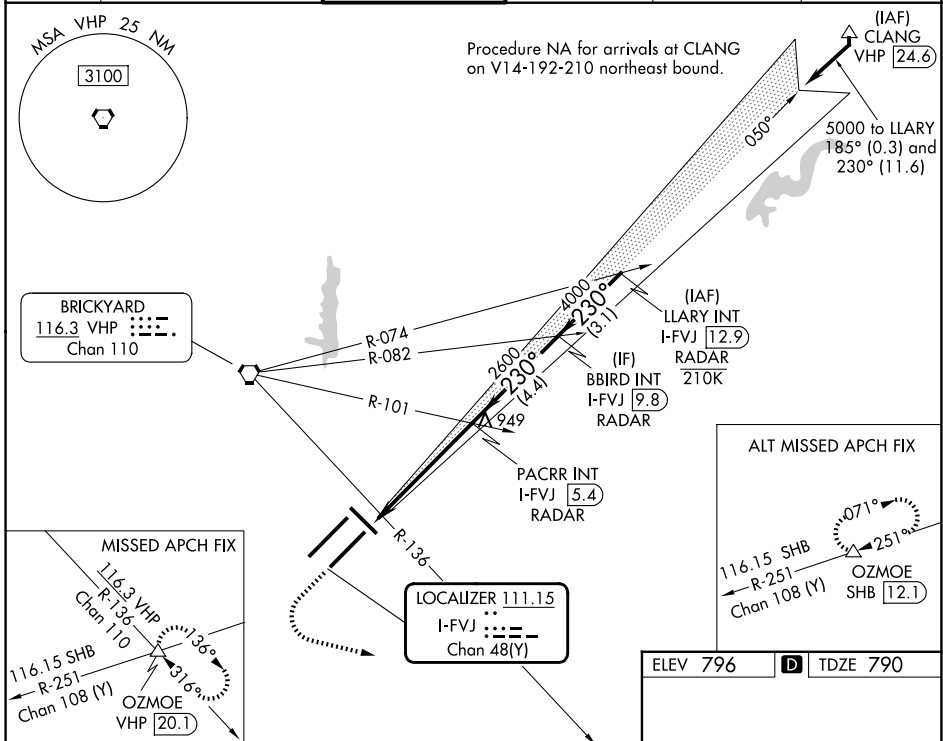 MSA VHP 25 NM
3100
Procedure NA for arrivals at CLANG
on V14-192-210 northeast bound.
(IAF)
CLANG
VHP 24.6
5000 to LLARY
185° (0.3) and
230° (11.6)
050°
BRICKYARD
116.3 VHP
Chan 110
R-074
R-082
R-101
R-136
4000
230°
(3.1)
2600
230°
(4.4)
949
(IAF)
LLARY INT
I-FVJ 12.9
RADAR
210K
(IF)
BBIRD INT
I-FVJ 9.8
RADAR
PACRR INT
I-FVJ 5.4
RADAR
LOCALIZER 111.15
I-FVJ
Chan 48(Y)
MISSED APCH FIX
116.3 VHP
R-136
Chan 110
116.15 SHB
R-251
Chan 108 (Y)
136°
316°
OZMOE
VHP 20.1
ALT MISSED APCH FIX
071°
251°
116.15 SHB
R-251
Chan 108 (Y)
OZMOE
SHB 12.1
ELEV 796 D TDZE 790